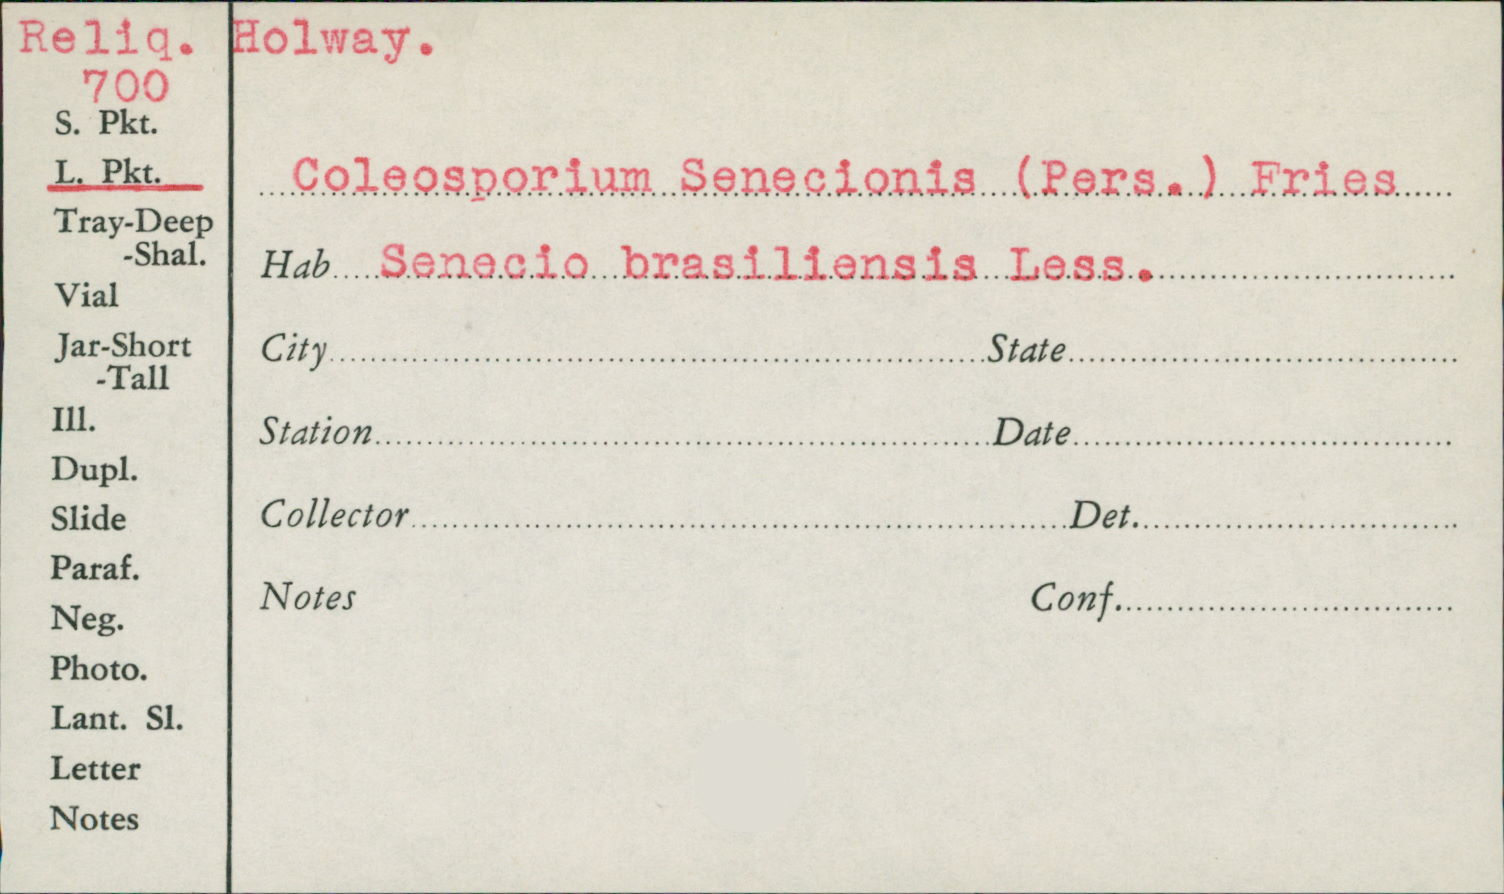 Reliq. Holway.
700
S. Pkt.
L. Pkt.
Tray-Deep
-Shal.
Vial
Jar-Short
-Tall
Ill.
Dupl.
Slide
Paraf.
Neg.
Photo.
Lant. Sl.
Letter
Notes
Coleosporium Senecionis (Pers.) Fries
Hab Senecio brasiliensis Less.
City State
Station Date
Collector Det.
Notes Conf.